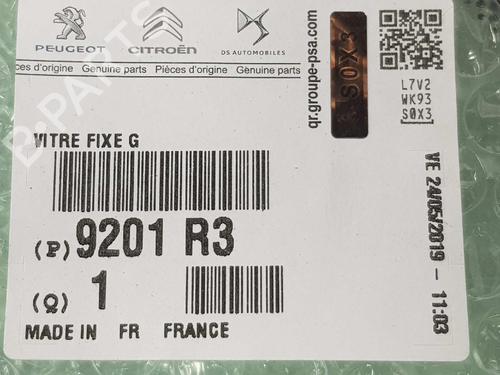 PEUGEOT
CITROËN
DS AUTOMOBILES
Pièces d'origine Genuine parts Pièces d'origine Genuine parts
VITRE FIXE G
(P) 9201 R3
(Q) 1
MADE IN FR FRANCE
qr.groupe-psa.com
S0X3
L7V2
WK93
S0X3
VE 24/05/2019 - 11:03
B-Parts